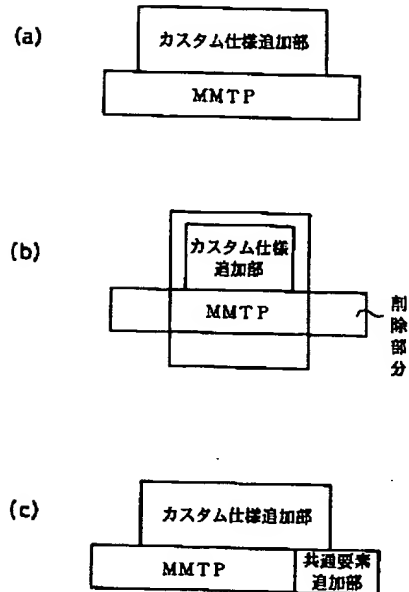 (a)
カスタム仕様追加部
MMTP
(b)
カスタム仕様
追加部
MMTP
削除部分
(c)
カスタム仕様追加部
MMTP
共通要素
追加部